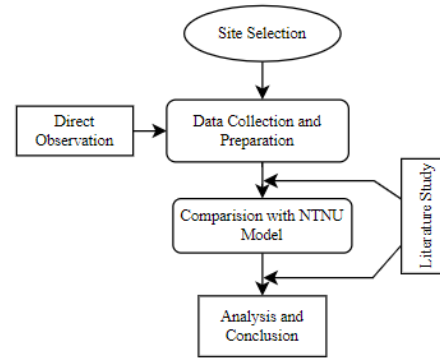 Site Selection
Direct
Observation
Data Collection and
Preparation
Comparision with NTNU
Model
Literature Study
Analysis and
Conclusion